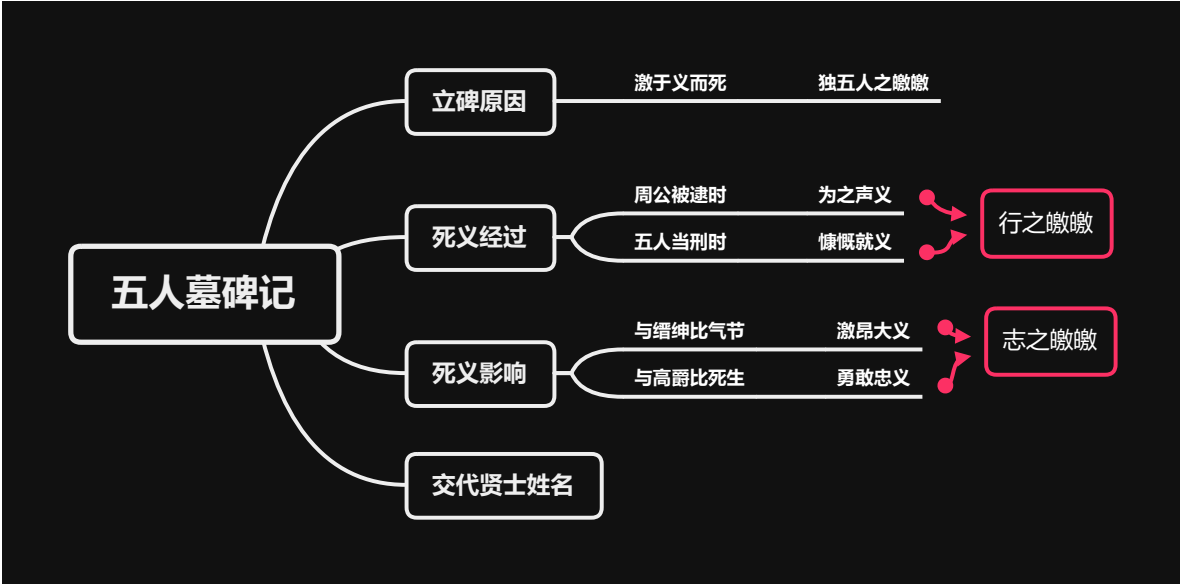 五人墓碑记
立碑原因
激于义而死 独五人之皦皦
死义经过
周公被逮时 为之声义
五人当刑时 慷慨就义
行之皦皦
死义影响
与缙绅比气节 激昂大义
与高爵比死生 勇敢忠义
志之皦皦
交代贤士姓名